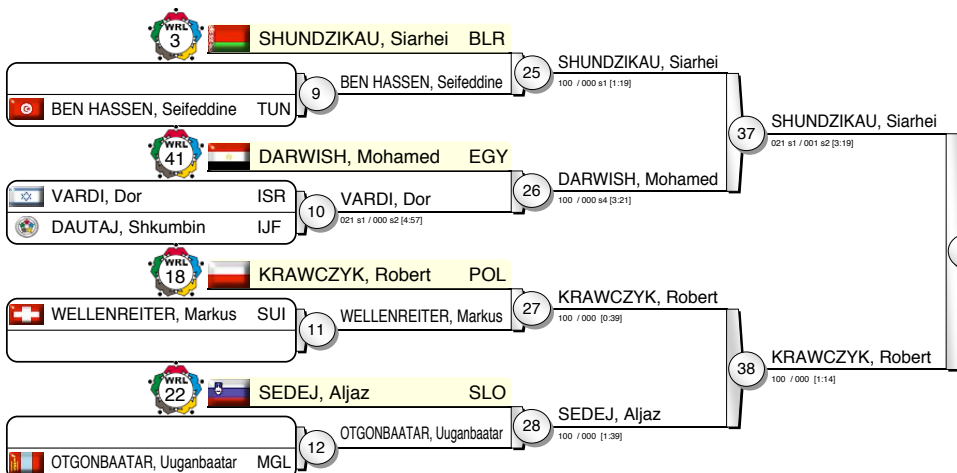 WRL
3
SHUNDZIKAU, Siarhei BLR
BEN HASSEN, Seifeddine TUN
9
BEN HASSEN, Seifeddine
25
SHUNDZIKAU, Siarhei
100 / 000 s1 [1:19]
WRL
41
DARWISH, Mohamed EGY
VARDI, Dor ISR
DAUTAJ, Shkumbin IJF
10
VARDI, Dor
021 s1 / 000 s2 [4:57]
26
DARWISH, Mohamed
100 / 000 s4 [3:21]
37
SHUNDZIKAU, Siarhei
021 s1 / 001 s2 [3:19]
WRL
18
KRAWCZYK, Robert POL
WELLENREITER, Markus SUI
11
WELLENREITER, Markus
27
KRAWCZYK, Robert
100 / 000 [0:39]
WRL
22
SEDEJ, Aljaz SLO
OTGONBAATAR, Uuganbaatar MGL
12
OTGONBAATAR, Uuganbaatar
28
SEDEJ, Aljaz
100 / 000 [1:39]
38
KRAWCZYK, Robert
100 / 000 [1:14]